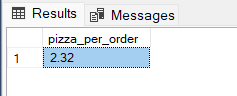 Results Messages
pizza_per_order
1 2.32